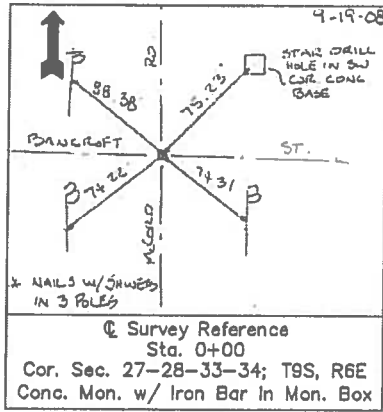 9-19-08
RD
STAR DRILL
HOLE IN SW
COR. CONC
BASE
88.38
75.23
BANCROFT
ST.
74.22
74.31
McCORD
* NAILS W/SHINERS
IN 3 POLES
℄ Survey Reference
Sta. 0+00
Cor. Sec. 27-28-33-34; T9S, R6E
Conc. Mon. w/ Iron Bar in Mon. Box